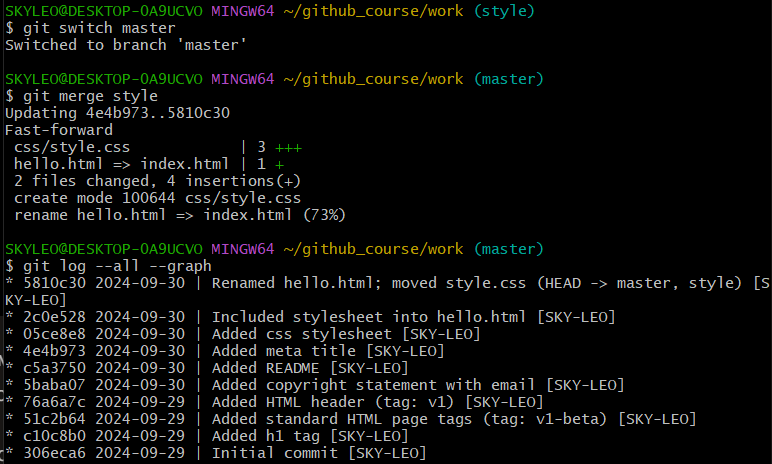 SKYLEO@DESKTOP-0A9UCVO MINGW64 ~/github_course/work (style)
$ git switch master
Switched to branch 'master'
SKYLEO@DESKTOP-0A9UCVO MINGW64 ~/github_course/work (master)
$ git merge style
Updating 4e4b973..5810c30
Fast-forward
 css/style.css            | 3 +++
 hello.html => index.html | 1 +
 2 files changed, 4 insertions(+)
 create mode 100644 css/style.css
 rename hello.html => index.html (73%)
SKYLEO@DESKTOP-0A9UCVO MINGW64 ~/github_course/work (master)
$ git log --all --graph
* 5810c30 2024-09-30 | Renamed hello.html; moved style.css (HEAD -> master, style) [S
KY-LEO]
* 2c0e528 2024-09-30 | Included stylesheet into hello.html [SKY-LEO]
* 05ce8e8 2024-09-30 | Added css stylesheet [SKY-LEO]
* 4e4b973 2024-09-30 | Added meta title [SKY-LEO]
* c5a3750 2024-09-30 | Added README [SKY-LEO]
* 5baba07 2024-09-30 | Added copyright statement with email [SKY-LEO]
* 76a6a7c 2024-09-29 | Added HTML header (tag: v1) [SKY-LEO]
* 51c2b64 2024-09-29 | Added standard HTML page tags (tag: v1-beta) [SKY-LEO]
* c10c8b0 2024-09-29 | Added h1 tag [SKY-LEO]
* 306eca6 2024-09-29 | Initial commit [SKY-LEO]